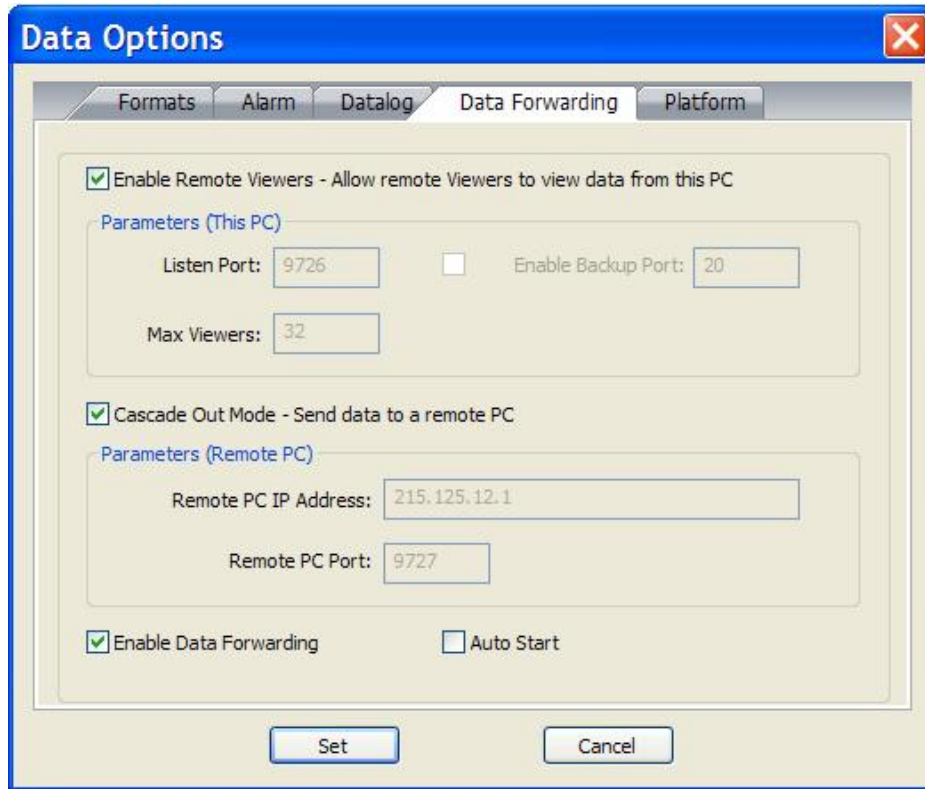 Data Options
Formats Alarm Datalog Data Forwarding Platform
Enable Remote Viewers - Allow remote Viewers to view data from this PC
Parameters (This PC)
Listen Port: 9726 Enable Backup Port: 20
Max Viewers: 32
Cascade Out Mode - Send data to a remote PC
Parameters (Remote PC)
Remote PC IP Address: 215.125.12.1
Remote PC Port: 9727
Enable Data Forwarding Auto Start
Set Cancel